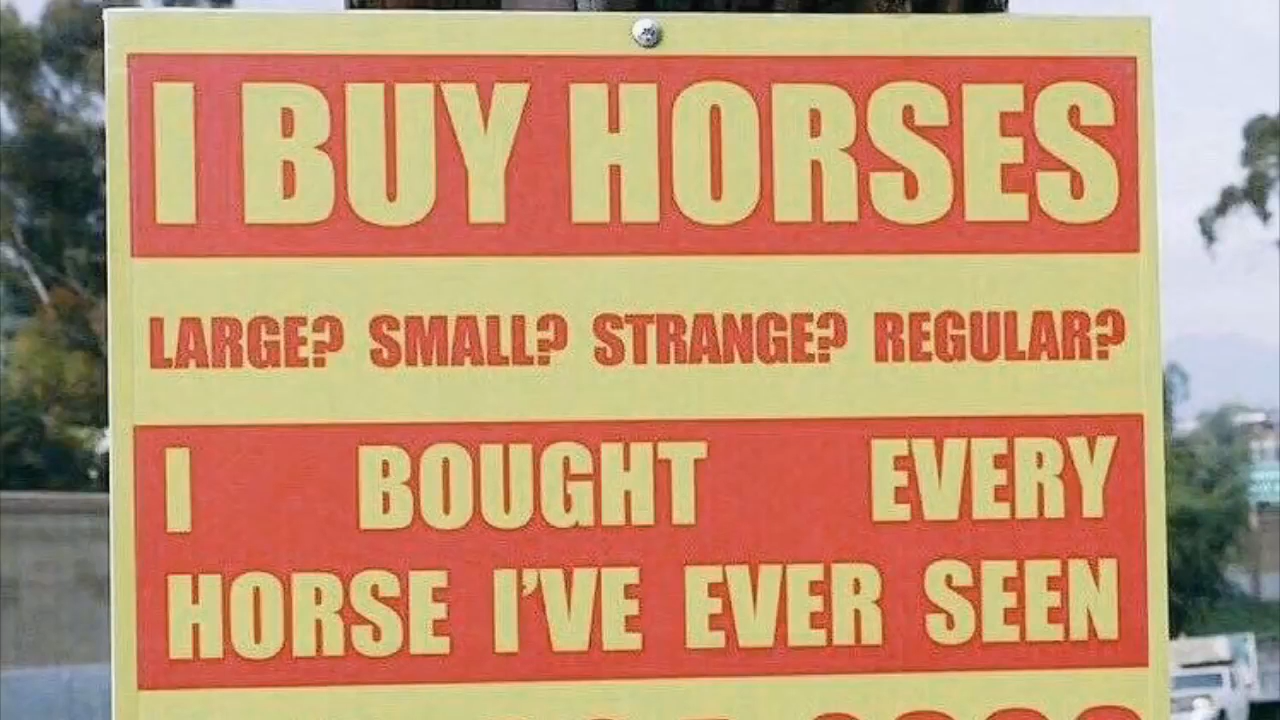 I BUY HORSES
LARGE? SMALL? STRANGE? REGULAR?
I BOUGHT EVERY
HORSE I'VE EVER SEEN